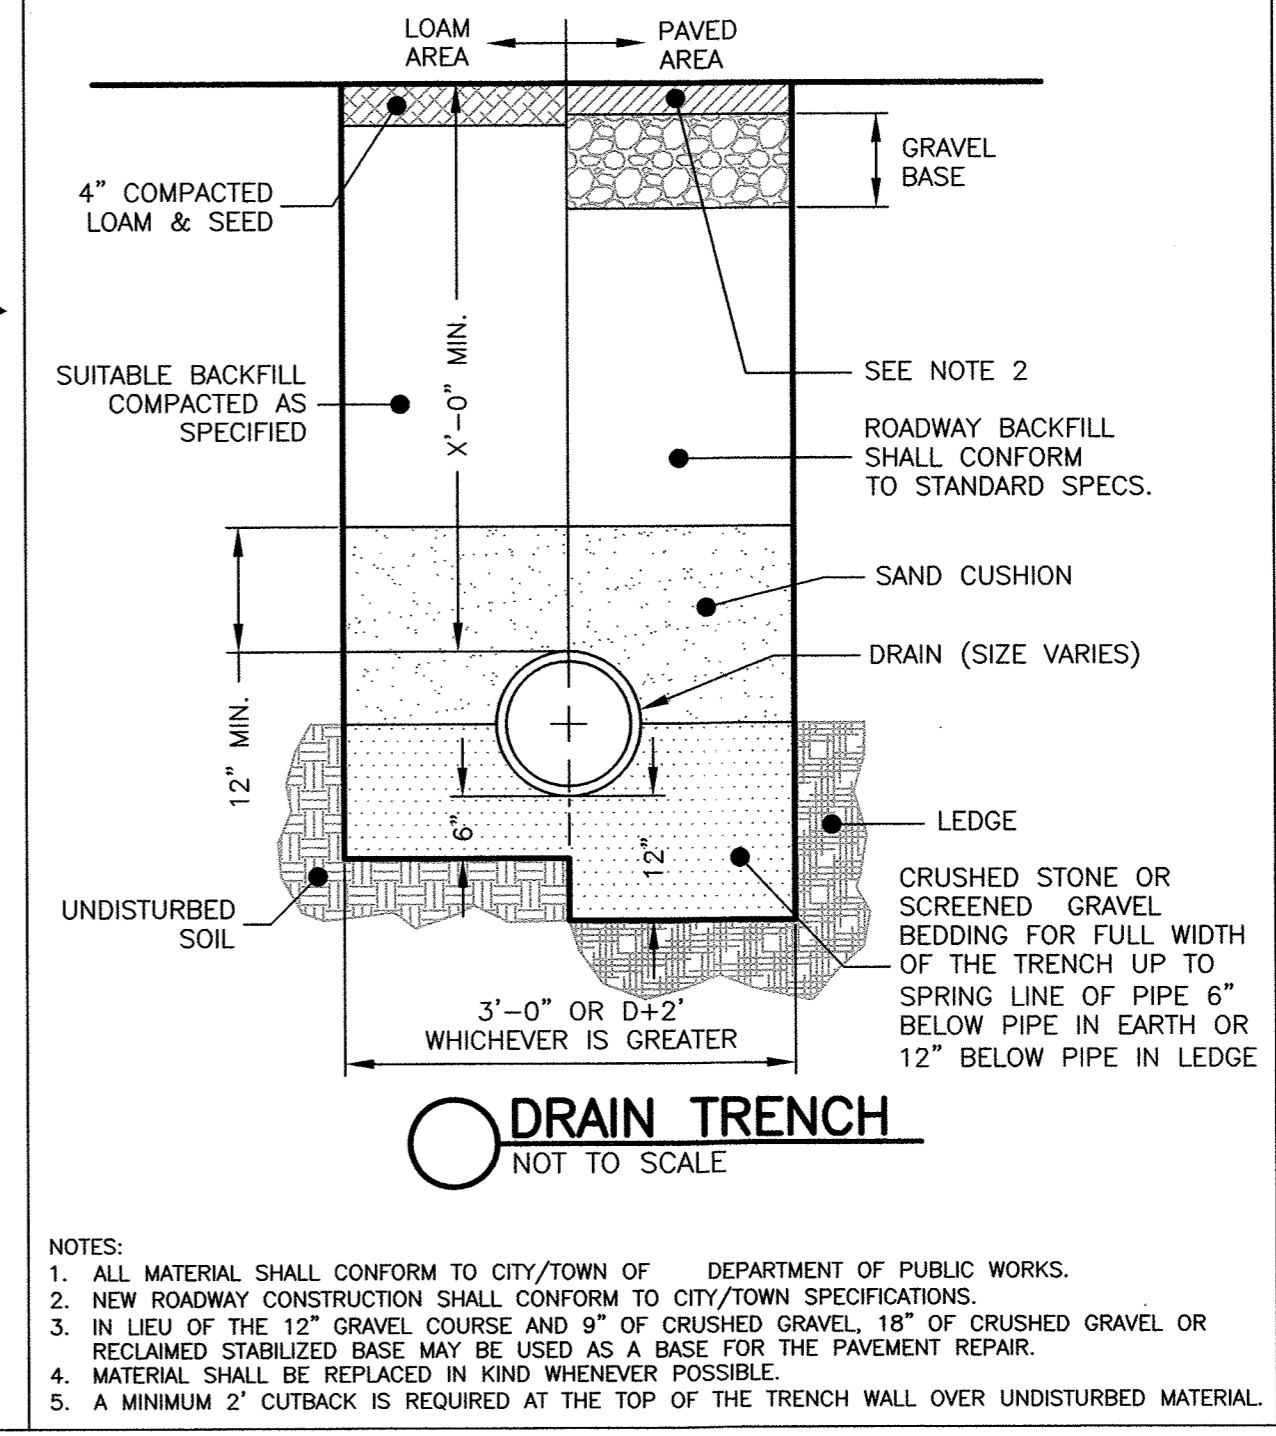 LOAM
AREA
PAVED
AREA
GRAVEL
BASE
4" COMPACTED
LOAM & SEED
X'-0" MIN.
SEE NOTE 2
SUITABLE BACKFILL
COMPACTED AS
SPECIFIED
ROADWAY BACKFILL
SHALL CONFORM
TO STANDARD SPECS.
SAND CUSHION
DRAIN (SIZE VARIES)
12" MIN.
6"
12"
LEDGE
UNDISTURBED
SOIL
CRUSHED STONE OR
SCREENED GRAVEL
BEDDING FOR FULL WIDTH
OF THE TRENCH UP TO
SPRING LINE OF PIPE 6"
BELOW PIPE IN EARTH OR
12" BELOW PIPE IN LEDGE
3'-0" OR D+2'
WHICHEVER IS GREATER
DRAIN TRENCH
NOT TO SCALE
NOTES:
1. ALL MATERIAL SHALL CONFORM TO CITY/TOWN OF DEPARTMENT OF PUBLIC WORKS.
2. NEW ROADWAY CONSTRUCTION SHALL CONFORM TO CITY/TOWN SPECIFICATIONS.
3. IN LIEU OF THE 12" GRAVEL COURSE AND 9" OF CRUSHED GRAVEL, 18" OF CRUSHED GRAVEL OR
RECLAIMED STABILIZED BASE MAY BE USED AS A BASE FOR THE PAVEMENT REPAIR.
4. MATERIAL SHALL BE REPLACED IN KIND WHENEVER POSSIBLE.
5. A MINIMUM 2' CUTBACK IS REQUIRED AT THE TOP OF THE TRENCH WALL OVER UNDISTURBED MATERIAL.